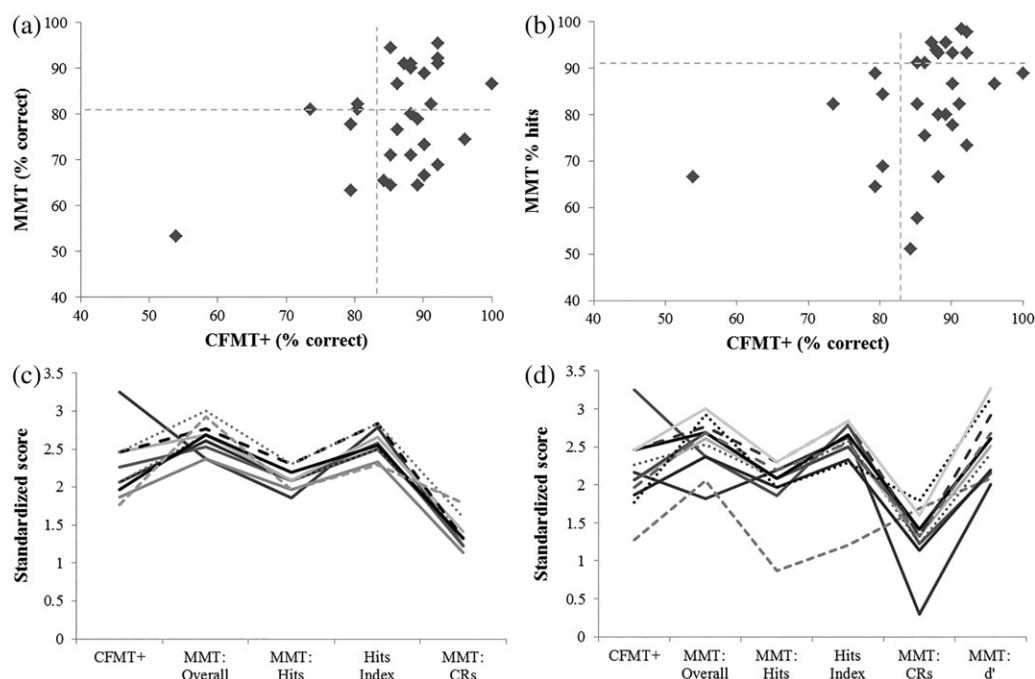 (a)
100
90
80
70
60
50
40
MMT (% correct)
40 50 60 70 80 90 100
CFMT+ (% correct)
(b)
100
90
80
70
60
50
40
MMT % hits
40 50 60 70 80 90 100
CFMT+ (% correct)
(c)
3.5
3
2.5
2
1.5
1
0.5
0
Standardized score
CFMT+ MMT: MMT: Hits MMT:
Overall Hits Index CRs
(d)
3.5
3
2.5
2
1.5
1
0.5
0
Standardized score
CFMT+ MMT: MMT: Hits MMT: MMT:
Overall Hits Index CRs d'